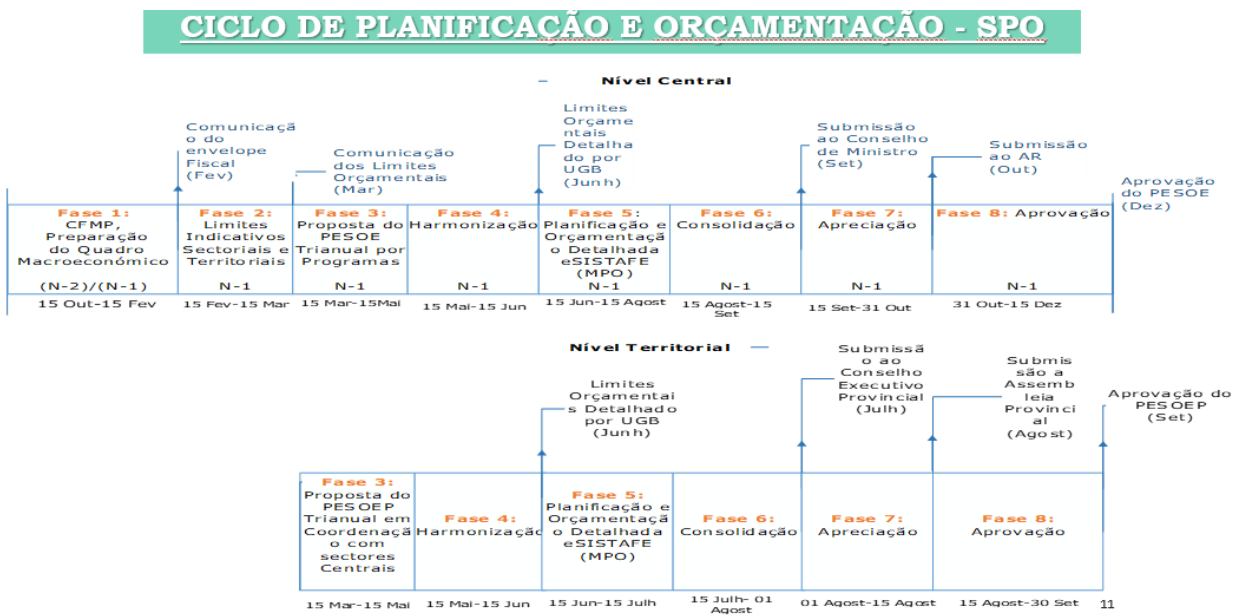 CICLO DE PLANIFICAÇÃO E ORÇAMENTAÇÃO - SPO
Nível Central
Comunicaçã
o do
envelope
Fiscal
(Fev)
Comunicação
dos Limites
Orçamentais
(Mar)
Limites
Orçame
ntais
Detalha
do por
UGB
(Junh)
Submissão
ao Conselho
de Ministro
(Set)
Submissão
ao AR
(Out)
Aprovação
do PESOE
(Dez)
Fase 1:
CFMP,
Preparação
do Quadro
Macroeconómico
(N-2)/(N-1)
15 Out-15 Fev
Fase 2:
Limites
Indicativos
Sectoriais e
Territoriais
N-1
15 Fev-15 Mar
Fase 3:
Proposta do
PESOE
Trianual por
Programas
N-1
15 Mar-15Mai
Fase 4:
Harmonização
N-1
15 Mai-15 Jun
Fase 5:
Planificação e
Orçamentaçã
o Detalhada
eSISTAFE
(MPO)
N-1
15 Jun-15 Agost
Fase 6:
Consolidação
N-1
15 Agost-15
Set
Fase 7:
Apreciação
N-1
15 Set-31 Out
Fase 8: Aprovação
N-1
31 Out-15 Dez
Nível Territorial
Limites
Orçamentai
s Detalhado
por UGB
(Junh)
Submissã
o ao
Conselho
Executivo
Provincial
(Julh)
Submis
são a
Assemb
leia
Provinci
al
(Agost)
Aprovação do
PESOEP
(Set)
Fase 3:
Proposta do
PESOEP
Trianual em
Coordenaçã
o com
sectores
Centrais
15 Mar-15 Mai
Fase 4:
Harmonização
15 Mai-15 Jun
Fase 5:
Planificação e
Orçamentaçã
o Detalhada
eSISTAFE
(MPO)
15 Jun-15 Julh
Fase 6:
Consolidação
15 Julh- 01
Agost
Fase 7:
Apreciação
01 Agost-15 Agost
Fase 8:
Aprovação
15 Agost-30 Set
11